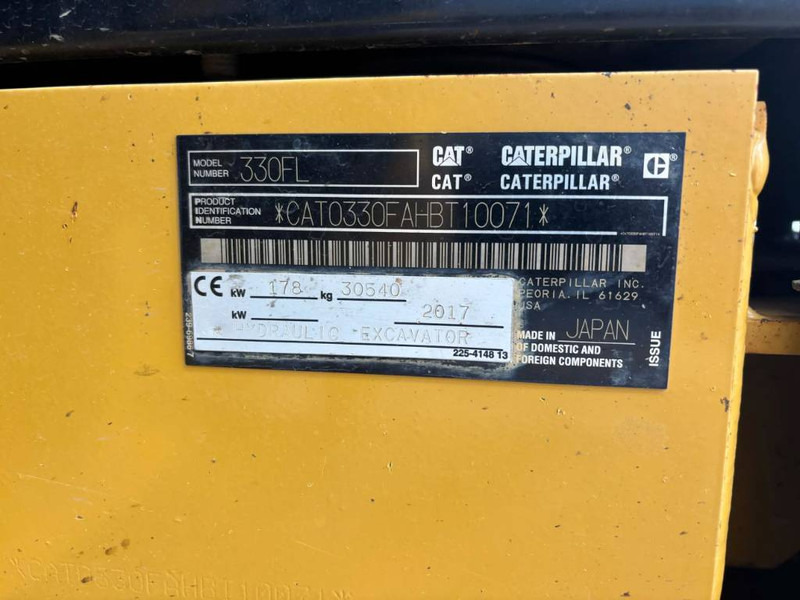 MODEL NUMBER 330FL CAT® CATERPILLAR® C®
CAT® CATERPILLAR®
PRODUCT IDENTIFICATION NUMBER *CAT0330FAHBT10071*
CE kW 178 kg 30540
kW 2017
HYDRAULIC EXCAVATOR
225-4148 13
CATERPILLAR INC.
PEORIA, IL 61629
USA
MADE IN JAPAN
OF DOMESTIC AND
FOREIGN COMPONENTS
ISSUE
*CAT0330FAHBT10071*